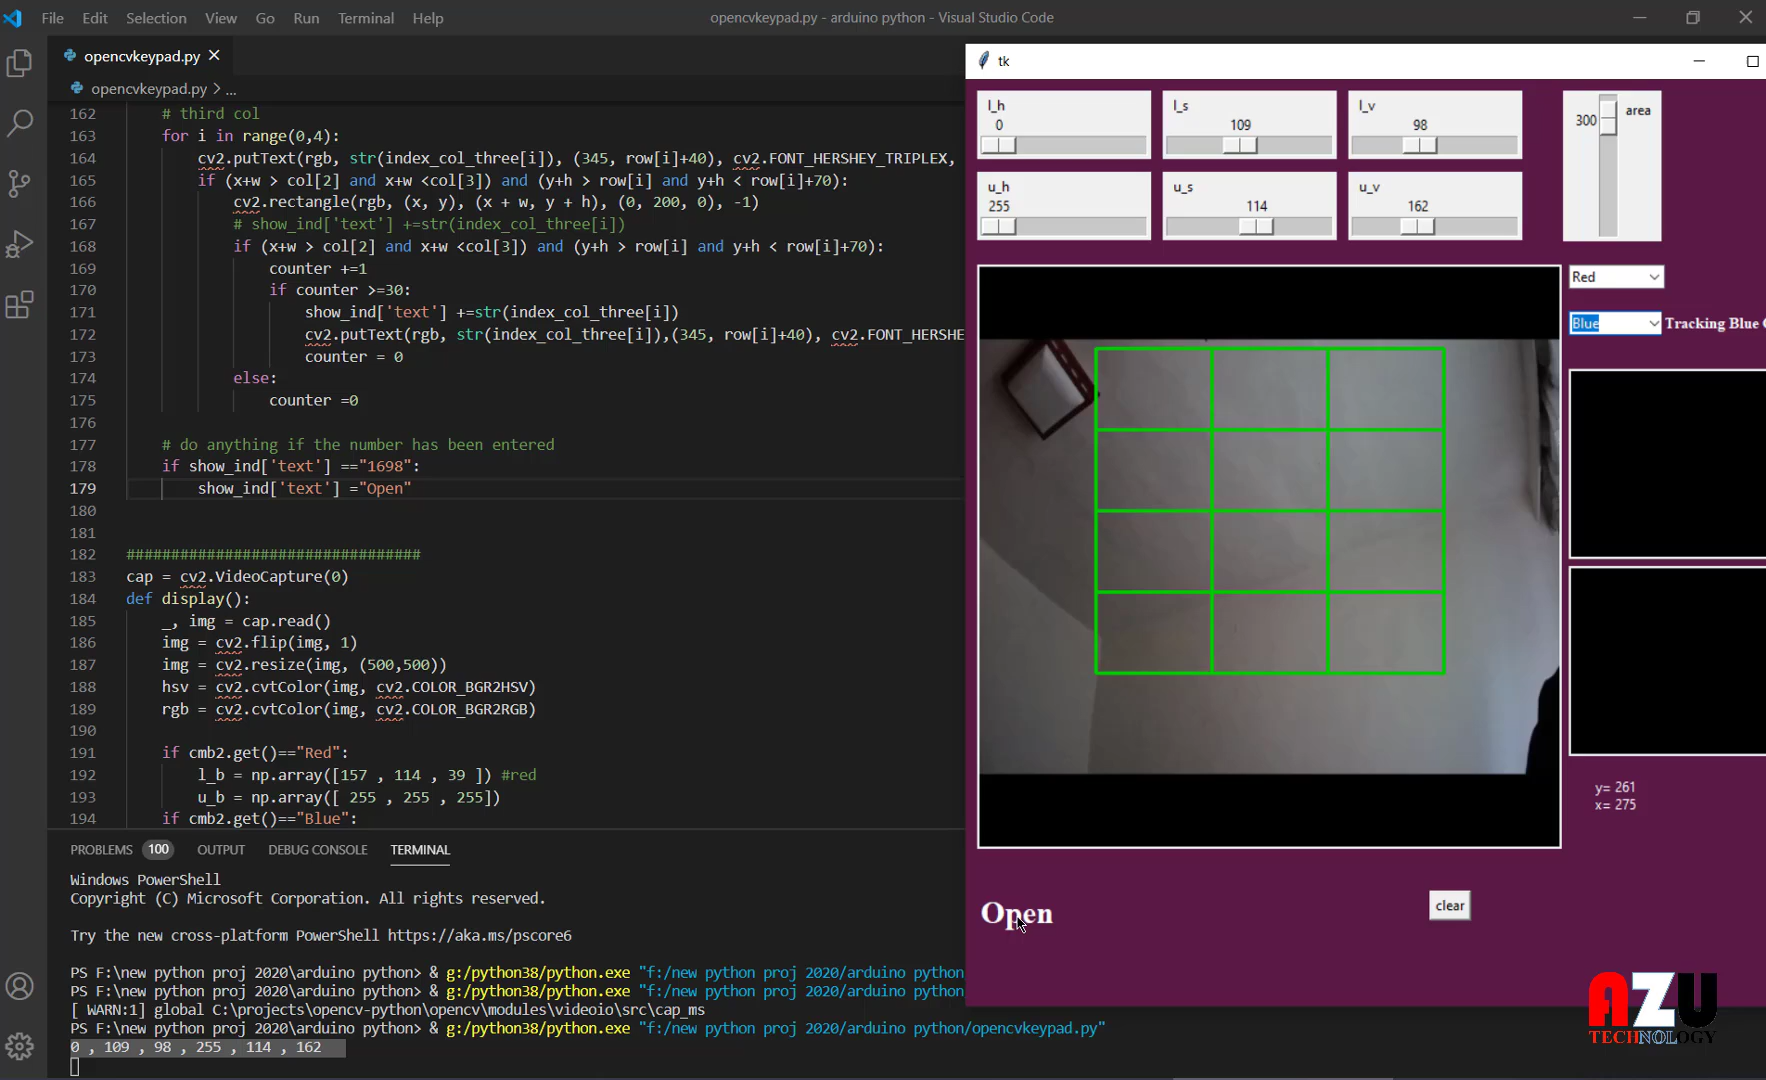 File Edit Selection View Go Run Terminal Help
opencvkeypad.py - arduino python - Visual Studio Code
opencvkeypad.py
opencvkeypad.py > ...
162 # third col
163 for i in range(0,4):
164 cv2.putText(rgb, str(index_col_three[i]), (345, row[i]+40), cv2.FONT_HERSHEY_TRIPLEX,
165 if (x+w > col[2] and x+w <col[3]) and (y+h > row[i] and y+h < row[i]+70):
166 cv2.rectangle(rgb, (x, y), (x + w, y + h), (0, 200, 0), -1)
167 # show_ind['text'] +=str(index_col_three[i])
168 if (x+w > col[2] and x+w <col[3]) and (y+h > row[i] and y+h < row[i]+70):
169 counter +=1
170 if counter >=30:
171 show_ind['text'] +=str(index_col_three[i])
172 cv2.putText(rgb, str(index_col_three[i]),(345, row[i]+40), cv2.FONT_HERSHE
173 counter = 0
174 else:
175 counter =0
176
177 # do anything if the number has been entered
178 if show_ind['text'] =="1698":
179 show_ind['text'] ="Open"
180
181
182 #################################
183 cap = cv2.VideoCapture(0)
184 def display():
185 _, img = cap.read()
186 img = cv2.flip(img, 1)
187 img = cv2.resize(img, (500,500))
188 hsv = cv2.cvtColor(img, cv2.COLOR_BGR2HSV)
189 rgb = cv2.cvtColor(img, cv2.COLOR_BGR2RGB)
190
191 if cmb2.get()=="Red":
192 l_b = np.array([157 , 114 , 39 ]) #red
193 u_b = np.array([ 255 , 255 , 255])
194 if cmb2.get()=="Blue":
PROBLEMS 100 OUTPUT DEBUG CONSOLE TERMINAL
Windows PowerShell
Copyright (C) Microsoft Corporation. All rights reserved.
Try the new cross-platform PowerShell https://aka.ms/pscore6
PS F:\new python proj 2020\arduino python> & g:/python38/python.exe "f:/new python proj 2020/arduino python
PS F:\new python proj 2020\arduino python> & g:/python38/python.exe "f:/new python proj 2020/arduino python
[ WARN:1] global C:\projects\opencv-python\opencv\modules\videoio\src\cap_ms
PS F:\new python proj 2020\arduino python> & g:/python38/python.exe "f:/new python proj 2020/arduino python/opencvkeypad.py"
0 , 109 , 98 , 255 , 114 , 162
tk
l_h
0
l_s
109
l_v
98
300 area
u_h
255
u_s
114
u_v
162
Red
Blue Tracking Blue
y= 261
x= 275
Open
clear
AZU
TECHNOLOGY